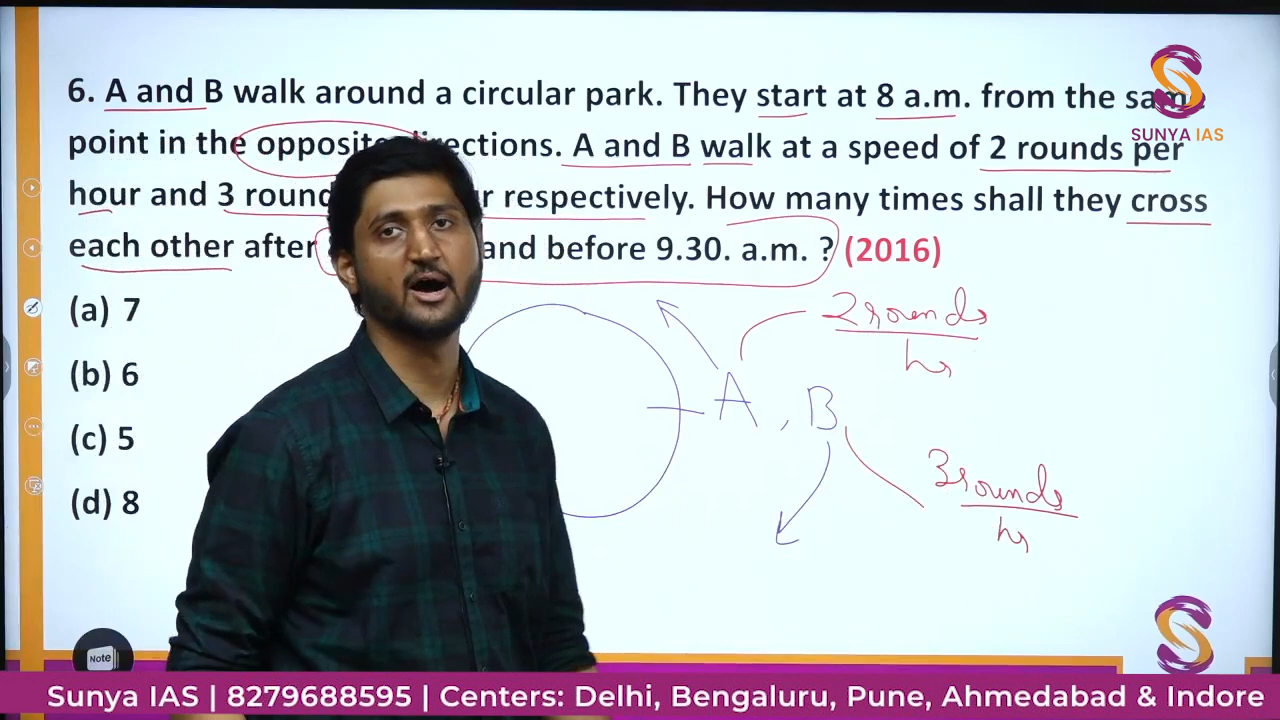 6. A and B walk around a circular park. They start at 8 a.m. from the sam
SUNYA IAS
point in the opposite directions. A and B walk at a speed of 2 rounds per
hour and 3 round r respectively. How many times shall they cross
each other after and before 9.30. a.m. ? (2016)
(a) 7
(b) 6
(c) 5
(d) 8
2 rounds
hr
A , B
3 rounds
hr
Note
Sunya IAS | 8279688595 | Centers: Delhi, Bengaluru, Pune, Ahmedabad & Indore